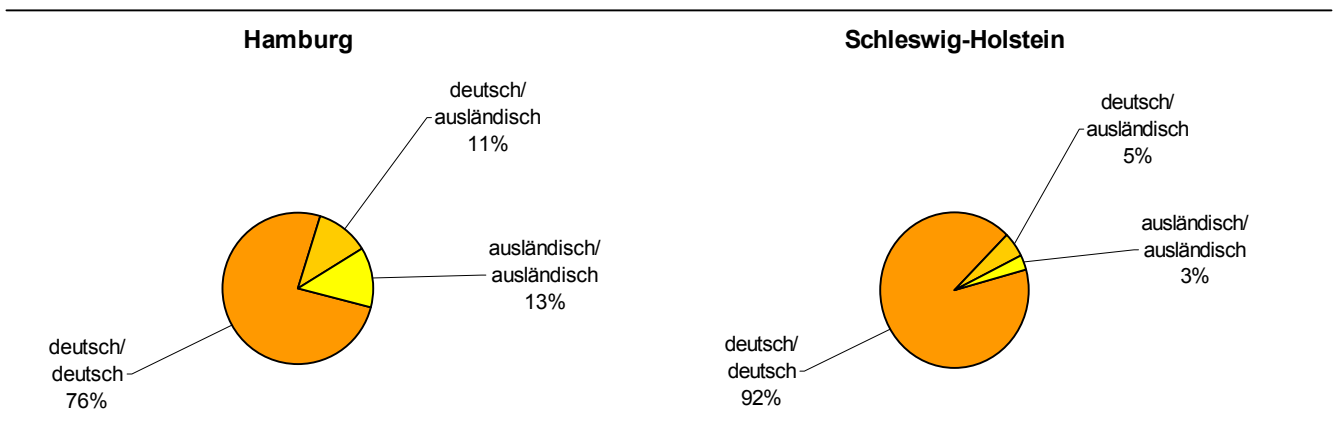 Hamburg
deutsch/
ausländisch
11%
ausländisch/
ausländisch
13%
deutsch/
deutsch
76%
Schleswig-Holstein
deutsch/
ausländisch
5%
ausländisch/
ausländisch
3%
deutsch/
deutsch
92%